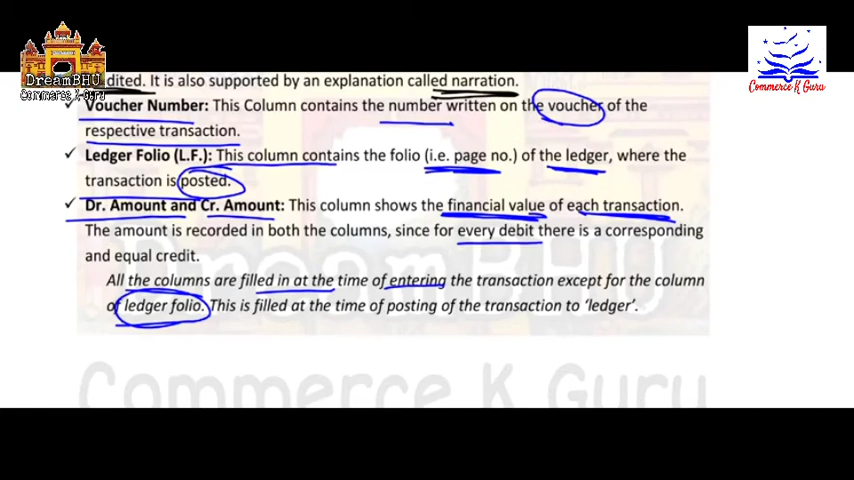 DreamBHU
Commerce K Guru
dited. It is also supported by an explanation called narration.
✓ Voucher Number: This Column contains the number written on the voucher of the
respective transaction.
✓ Ledger Folio (L.F.): This column contains the folio (i.e. page no.) of the ledger, where the
transaction is posted.
✓ Dr. Amount and Cr. Amount: This column shows the financial value of each transaction.
The amount is recorded in both the columns, since for every debit there is a corresponding
and equal credit.
All the columns are filled in at the time of entering the transaction except for the column
of ledger folio. This is filled at the time of posting of the transaction to ‘ledger’.
DreamBHU
Commerce K Guru